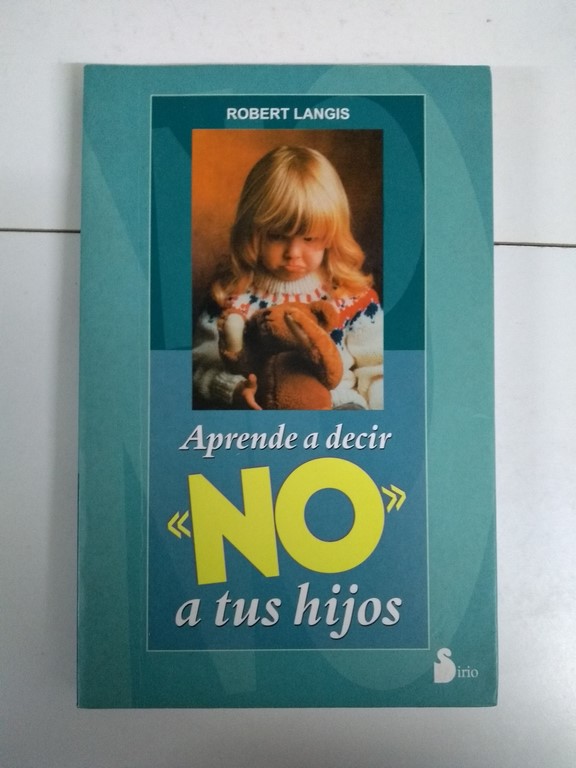 ROBERT LANGIS
Aprende a decir
«NO»
a tus hijos
Sirio